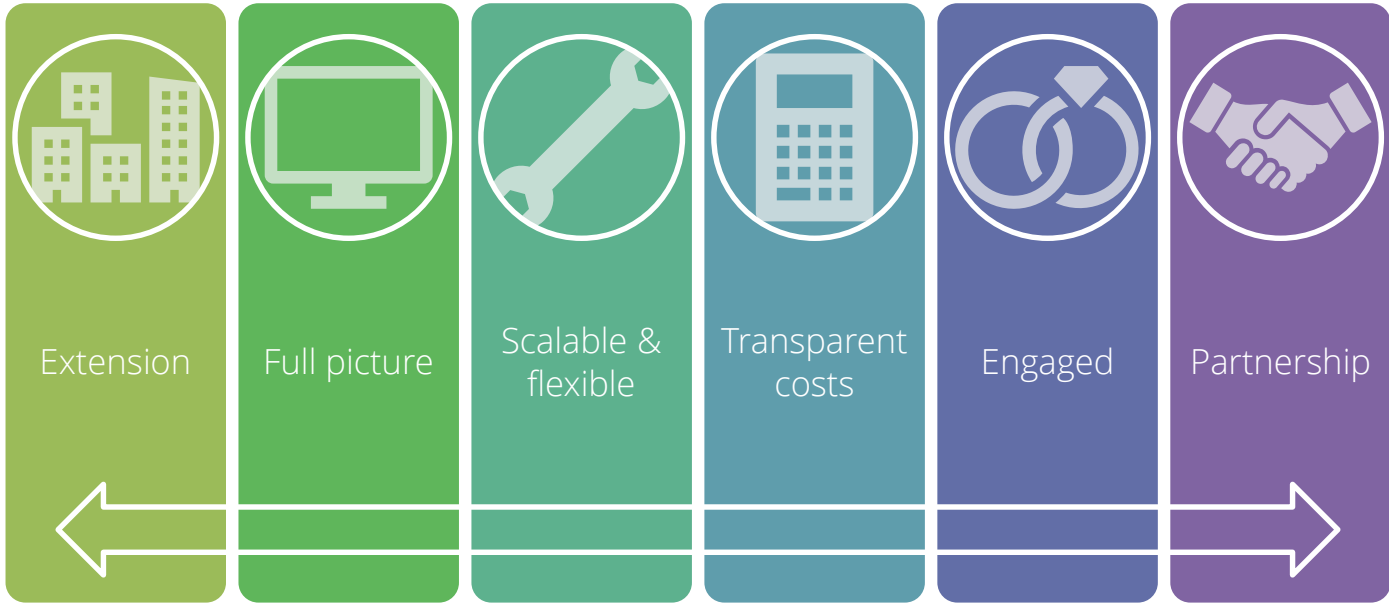 Extension
Full picture
Scalable &
flexible
Transparent
costs
Engaged
Partnership